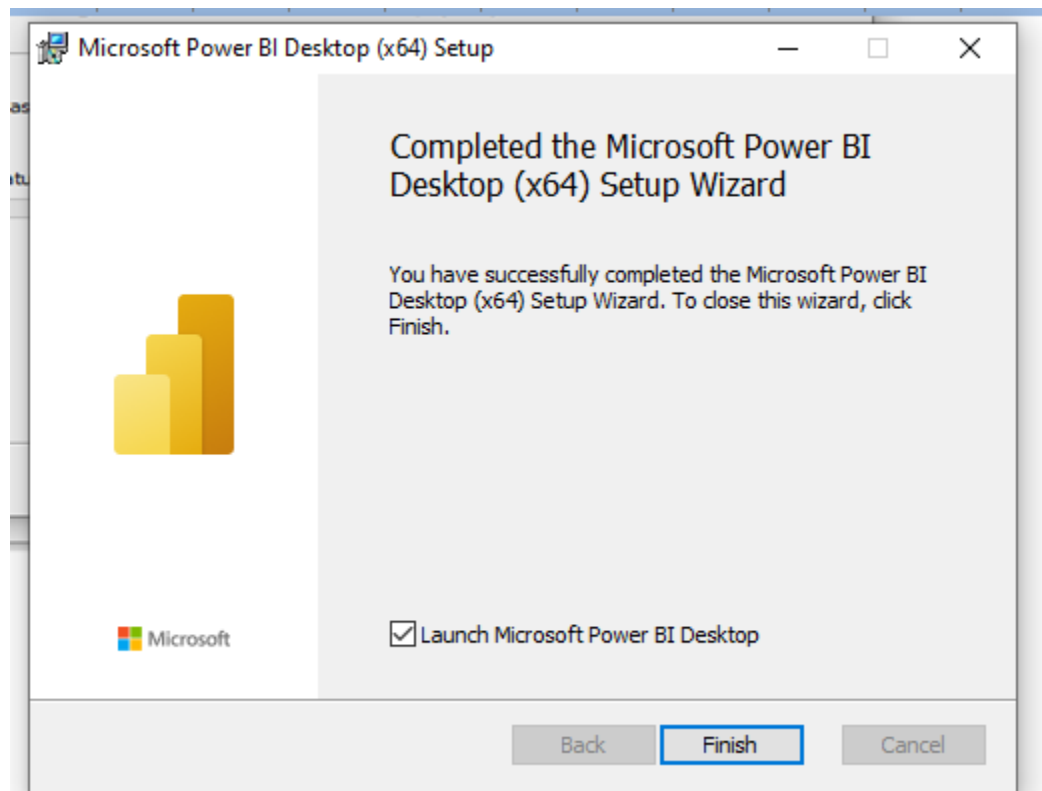 Microsoft Power BI Desktop (x64) Setup
as
Completed the Microsoft Power BI
Desktop (x64) Setup Wizard
You have successfully completed the Microsoft Power BI
Desktop (x64) Setup Wizard. To close this wizard, click
Finish.
Microsoft
Launch Microsoft Power BI Desktop
Back
Finish
Cancel